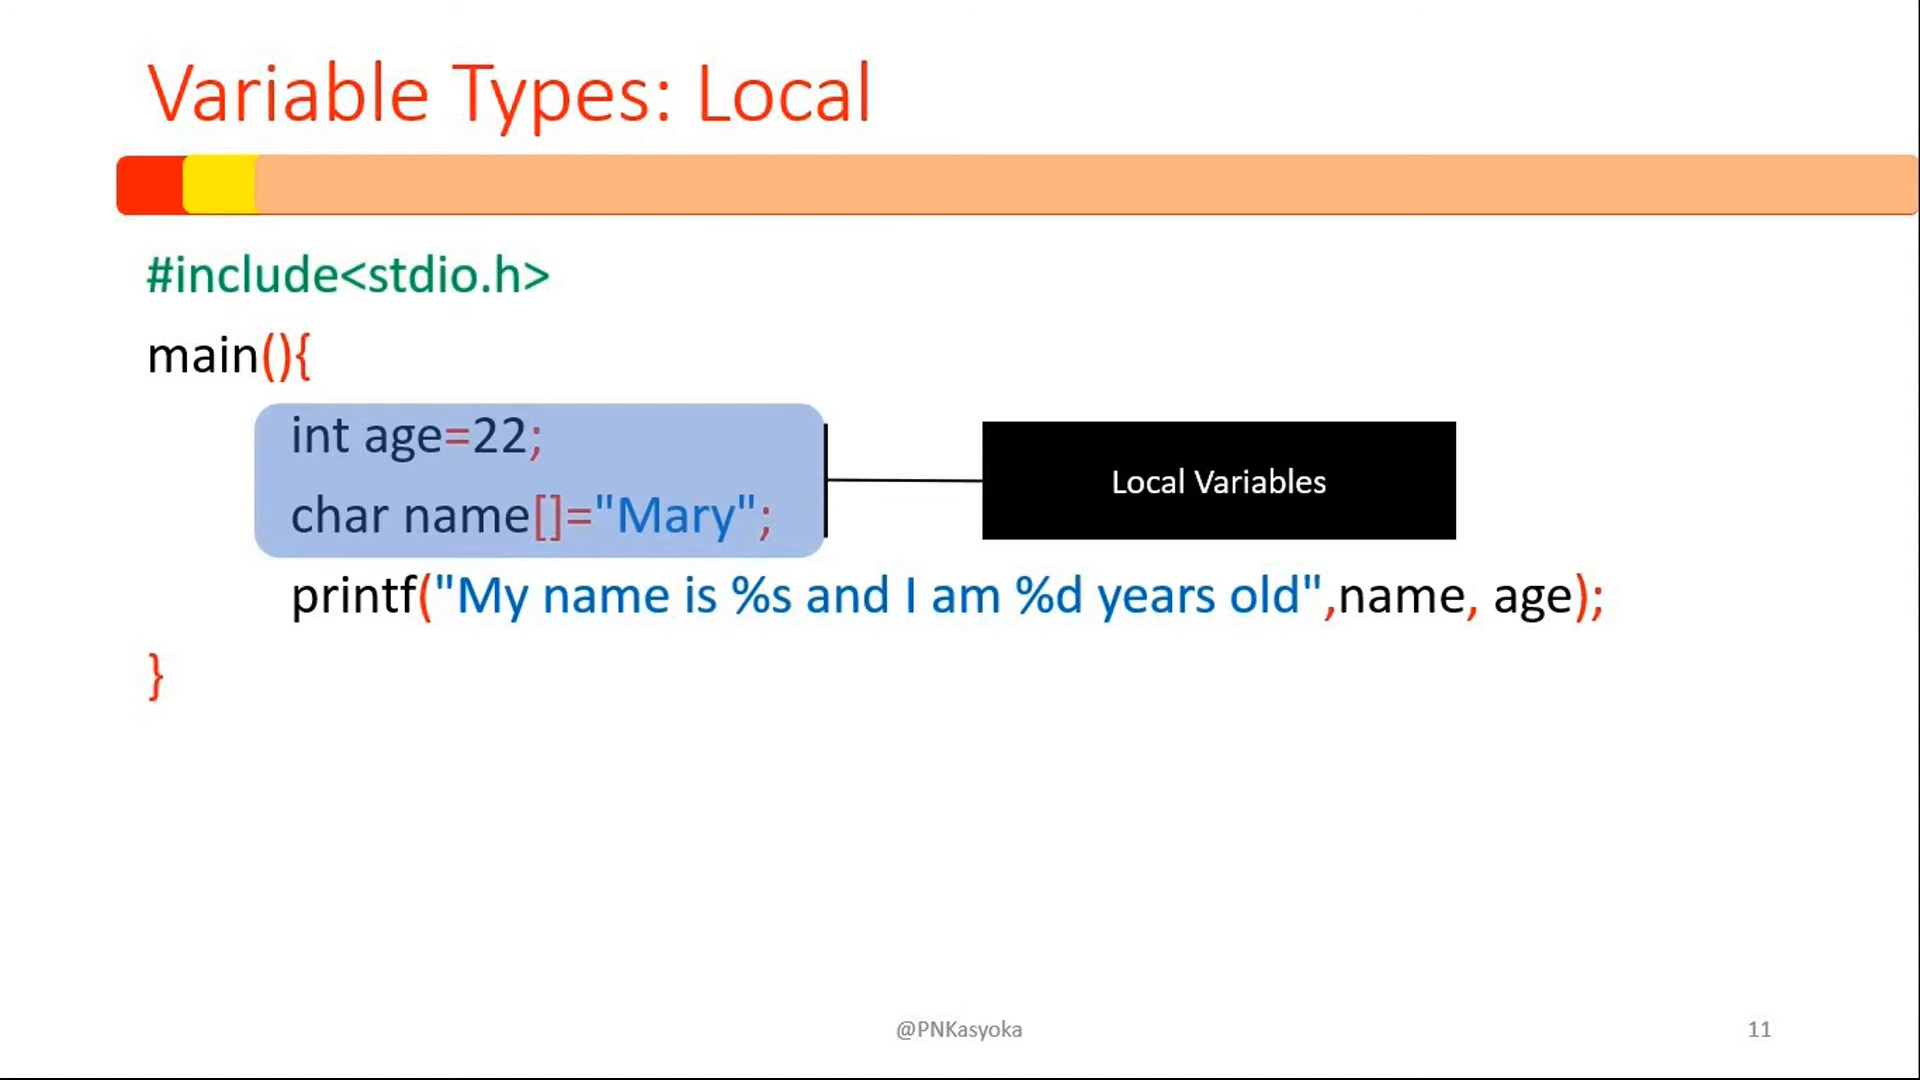 Variable Types: Local
#include<stdio.h>
main(){
int age=22;
char name[]="Mary";
Local Variables
printf("My name is %s and I am %d years old",name, age);
}
@PNKasyoka
11